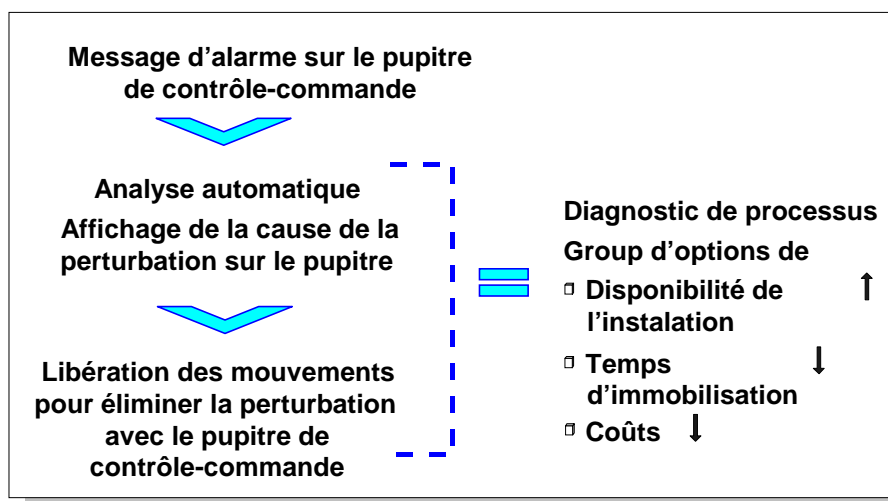 Message d'alarme sur le pupitre
de contrôle-commande
Analyse automatique
Affichage de la cause de la
perturbation sur le pupitre
Libération des mouvements
pour éliminer la perturbation
avec le pupitre de
contrôle-commande
Diagnostic de processus
Group d'options de
Disponibilité de
l'instalation
Temps
d'immobilisation
Coûts